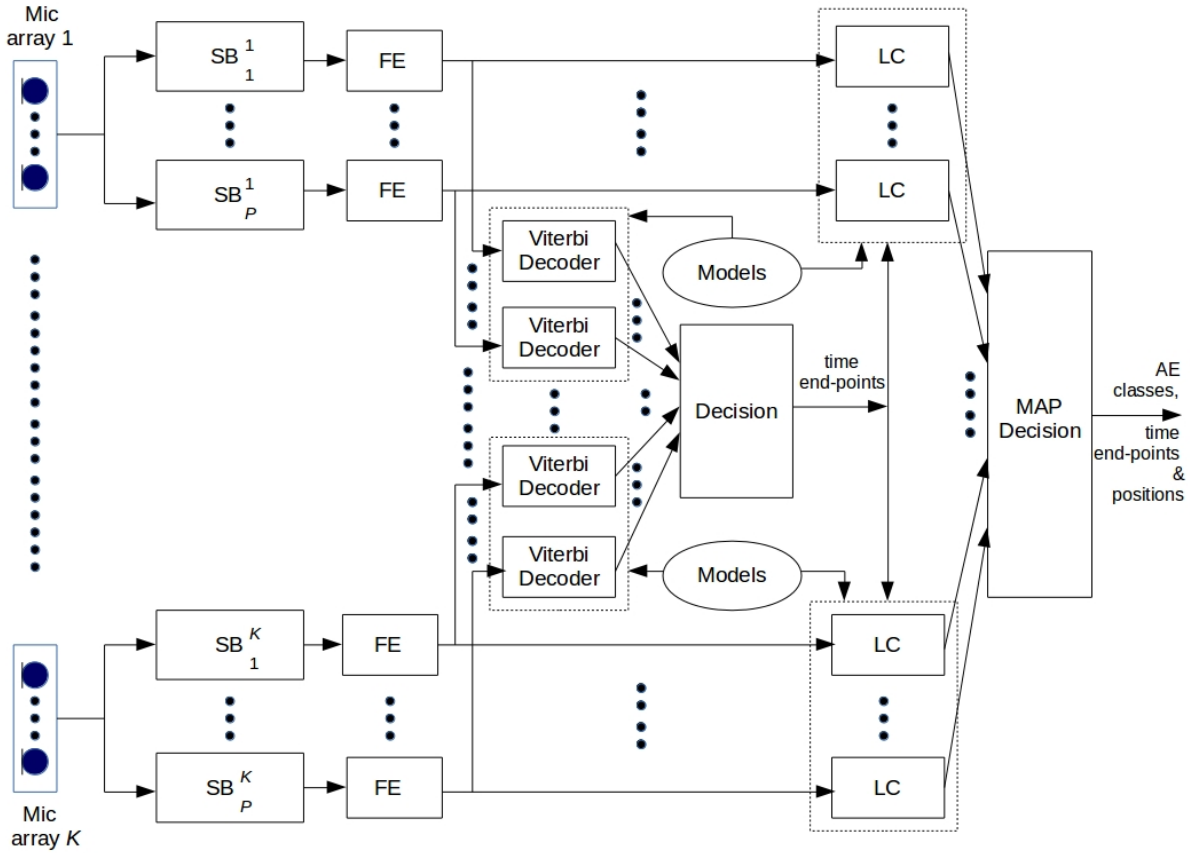 Mic
array 1
SB 1 1
FE
LC
SB 1 P
FE
LC
Viterbi
Decoder
Models
Viterbi
Decoder
time
end-points
Decision
MAP
Decision
AE
classes,
time
end-points
&
positions
Viterbi
Decoder
Viterbi
Decoder
Models
SB K 1
FE
LC
SB K P
FE
LC
Mic
array K